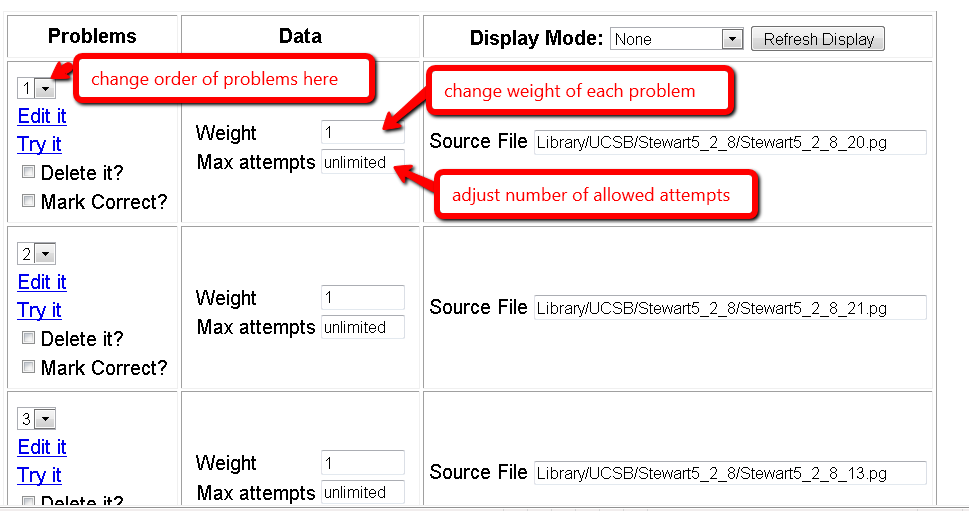 Problems Data Display Mode: None Refresh Display
1 change order of problems here
Edit it
Try it
Delete it?
Mark Correct?
Weight 1 change weight of each problem
Max attempts unlimited adjust number of allowed attempts
Source File Library/UCSB/Stewart5_2_8/Stewart5_2_8_20.pg
2
Edit it
Try it
Delete it?
Mark Correct?
Weight 1
Max attempts unlimited
Source File Library/UCSB/Stewart5_2_8/Stewart5_2_8_21.pg
3
Edit it
Try it
Delete it?
Weight 1
Max attempts unlimited
Source File Library/UCSB/Stewart5_2_8/Stewart5_2_8_13.pg